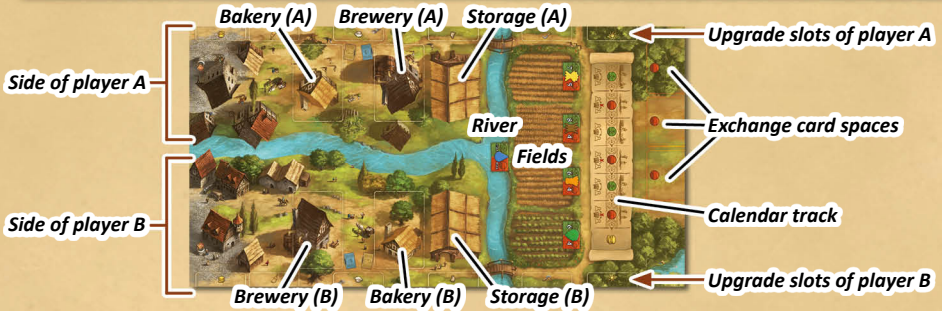 Bakery (A)
Brewery (A)
Storage (A)
Upgrade slots of player A
Side of player A
River
Exchange card spaces
Fields
Side of player B
Calendar track
Brewery (B)
Bakery (B)
Storage (B)
Upgrade slots of player B